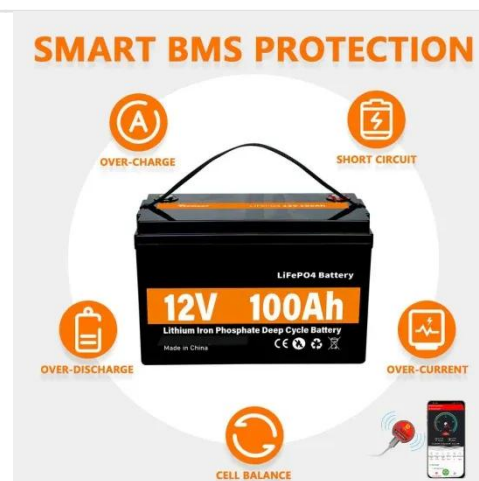 SMART BMS PROTECTION
A
OVER-CHARGE
SHORT CIRCUIT
LiFePO4 Battery
12V 100Ah
Lithium Iron Phosphate Deep Cycle Battery
Made in China
CE
OVER-DISCHARGE
OVER-CURRENT
CELL BALANCE